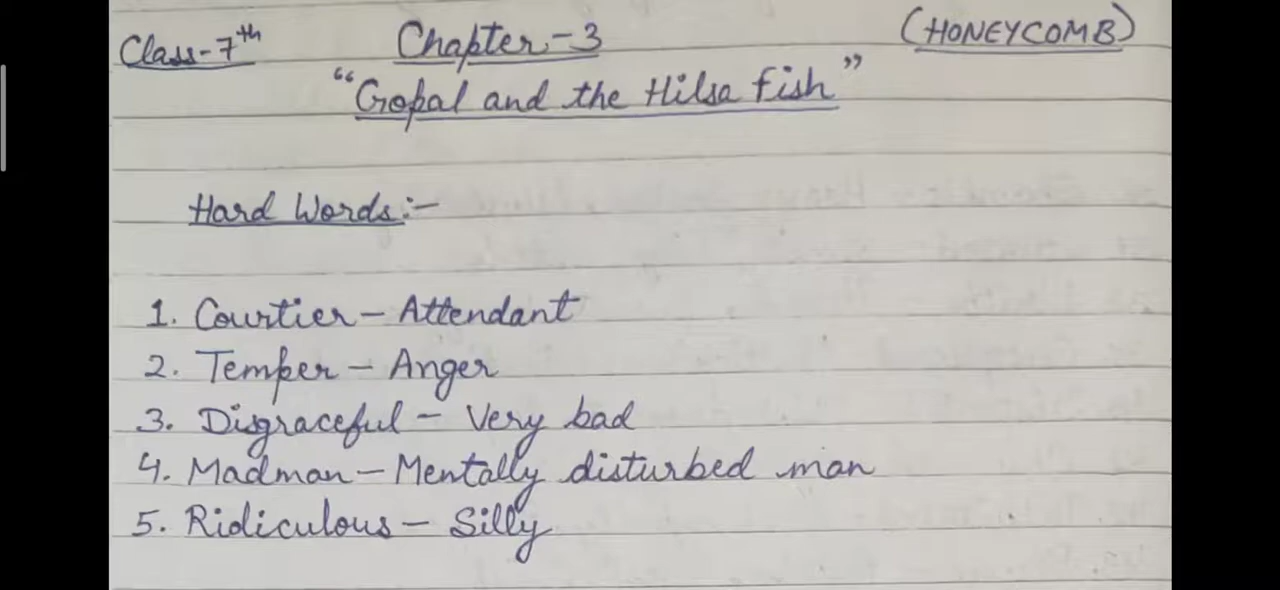 Class-7th Chapter-3 (HONEYCOMB)
"Gopal and the Hilsa Fish"
Hard Words:-
1. Courtier - Attendant
2. Temper - Anger
3. Disgraceful - Very bad
4. Madman - Mentally disturbed man
5. Ridiculous - Silly